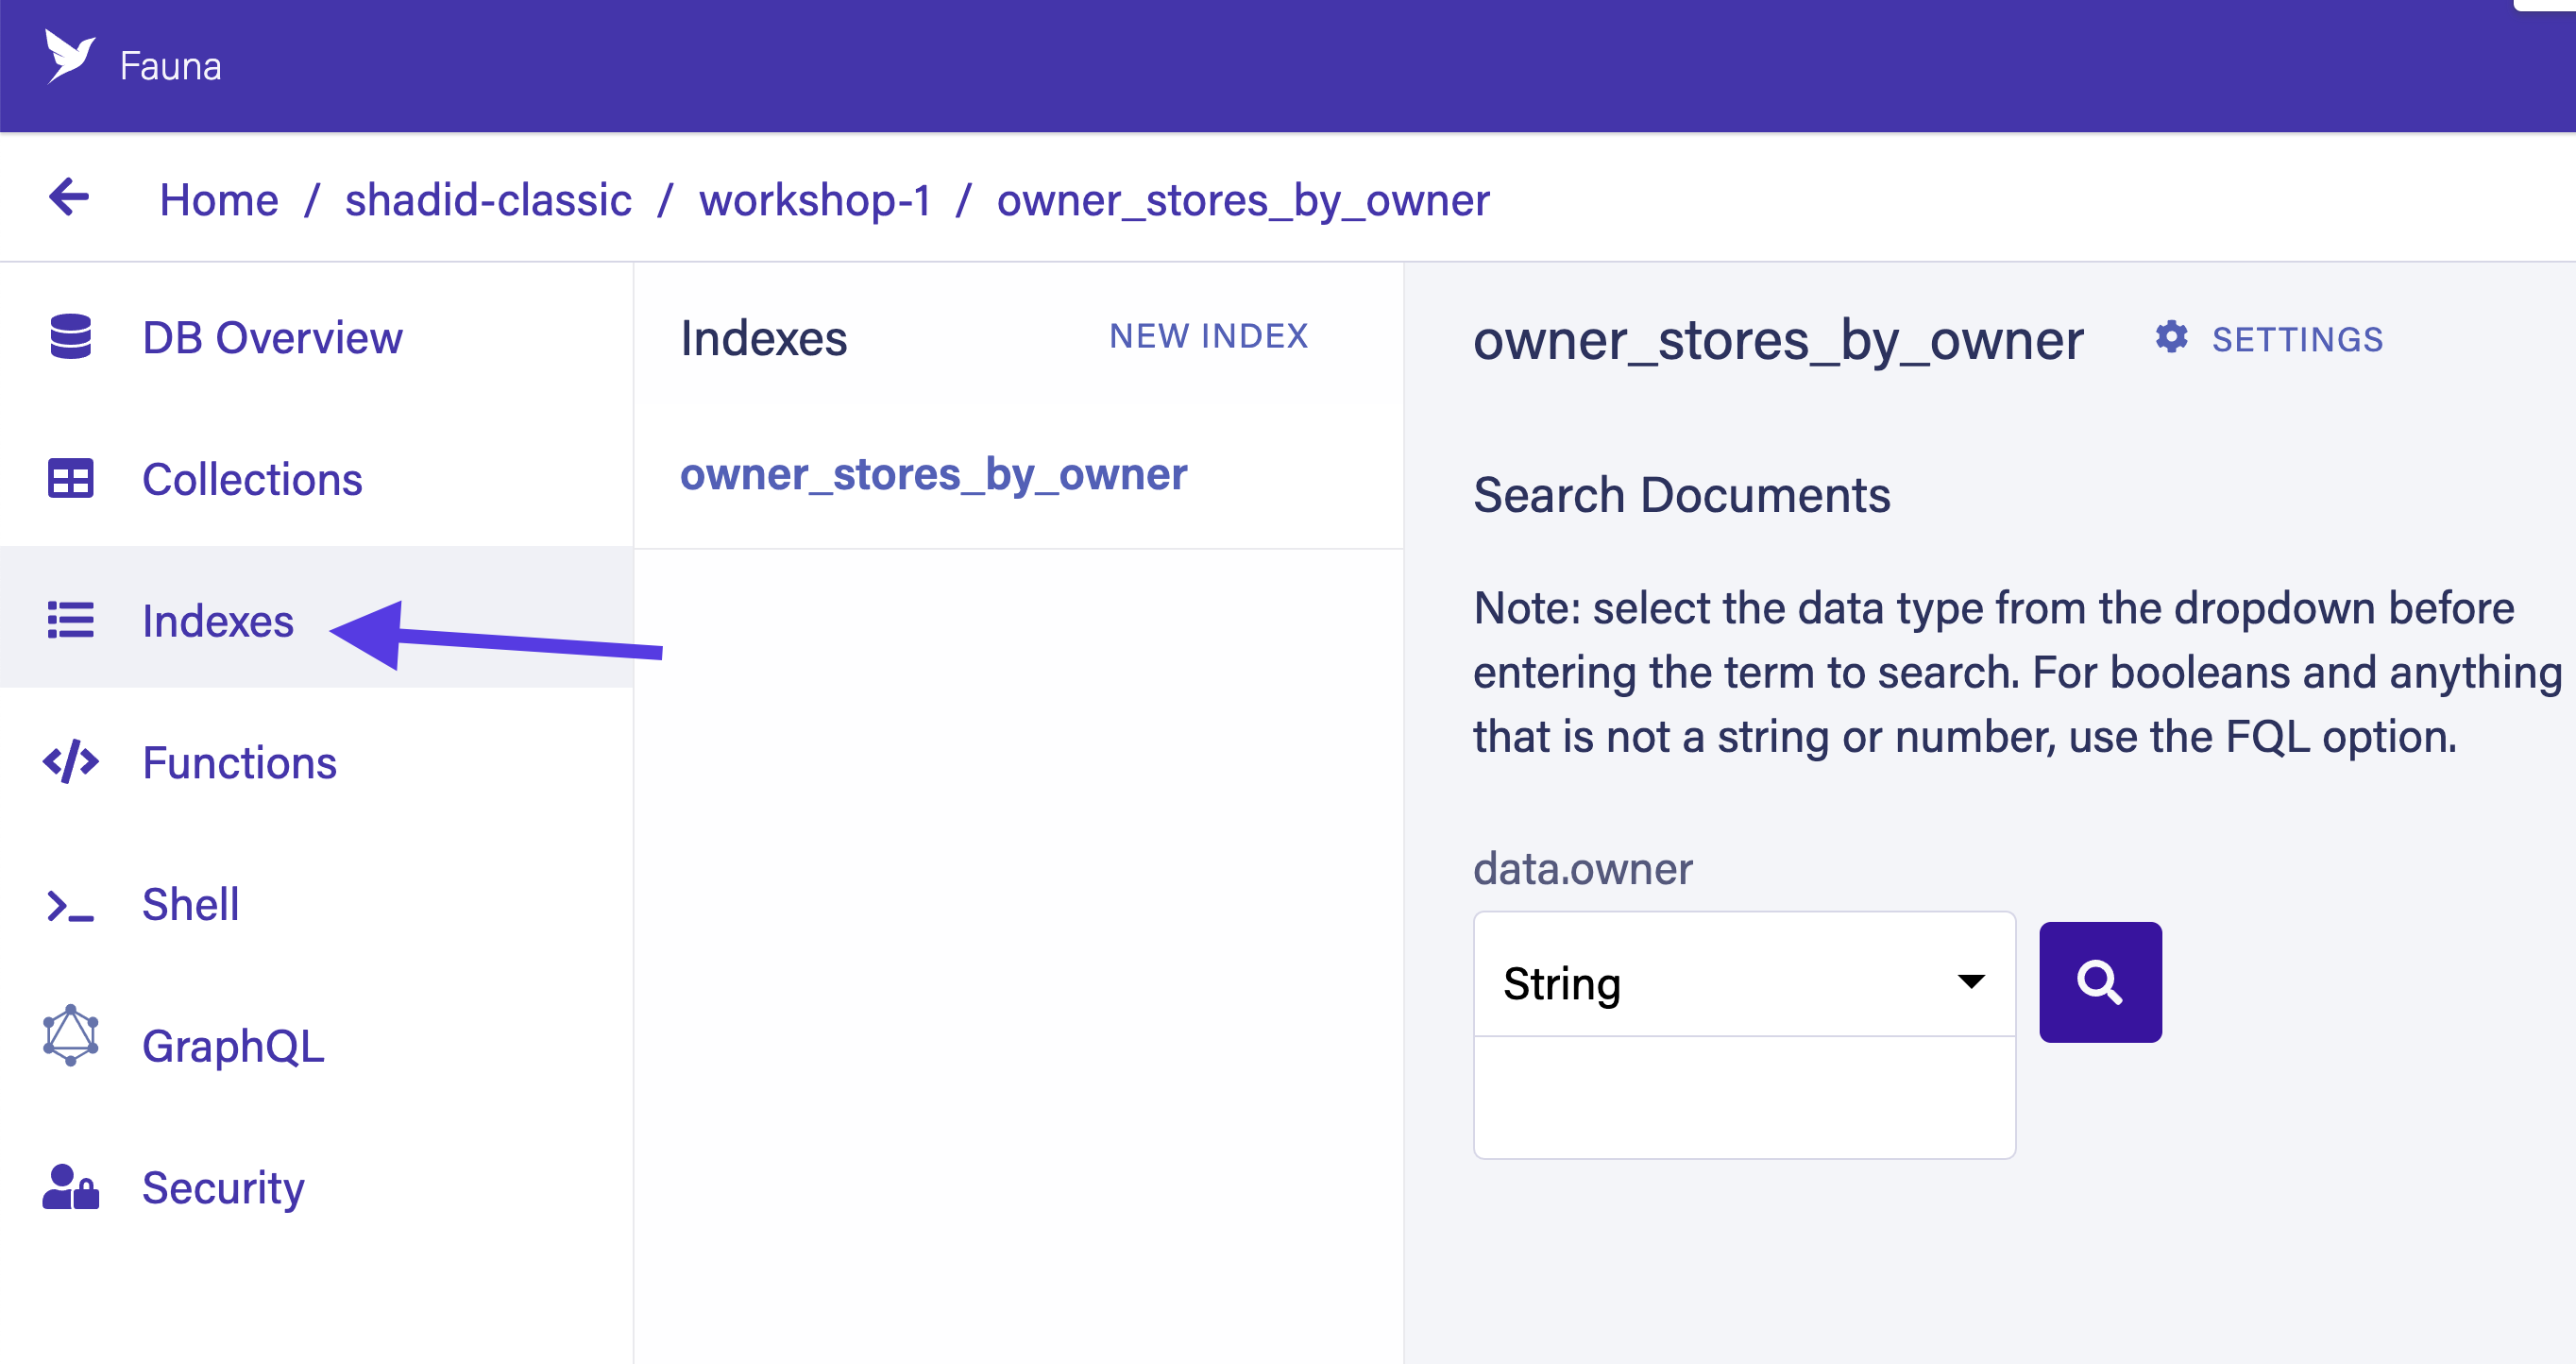 Fauna
Home / shadid-classic / workshop-1 / owner_stores_by_owner
DB Overview
Collections
Indexes
Functions
Shell
GraphQL
Security
Indexes
NEW INDEX
owner_stores_by_owner
owner_stores_by_owner
SETTINGS
Search Documents
Note: select the data type from the dropdown before
entering the term to search. For booleans and anything
that is not a string or number, use the FQL option.
data.owner
String